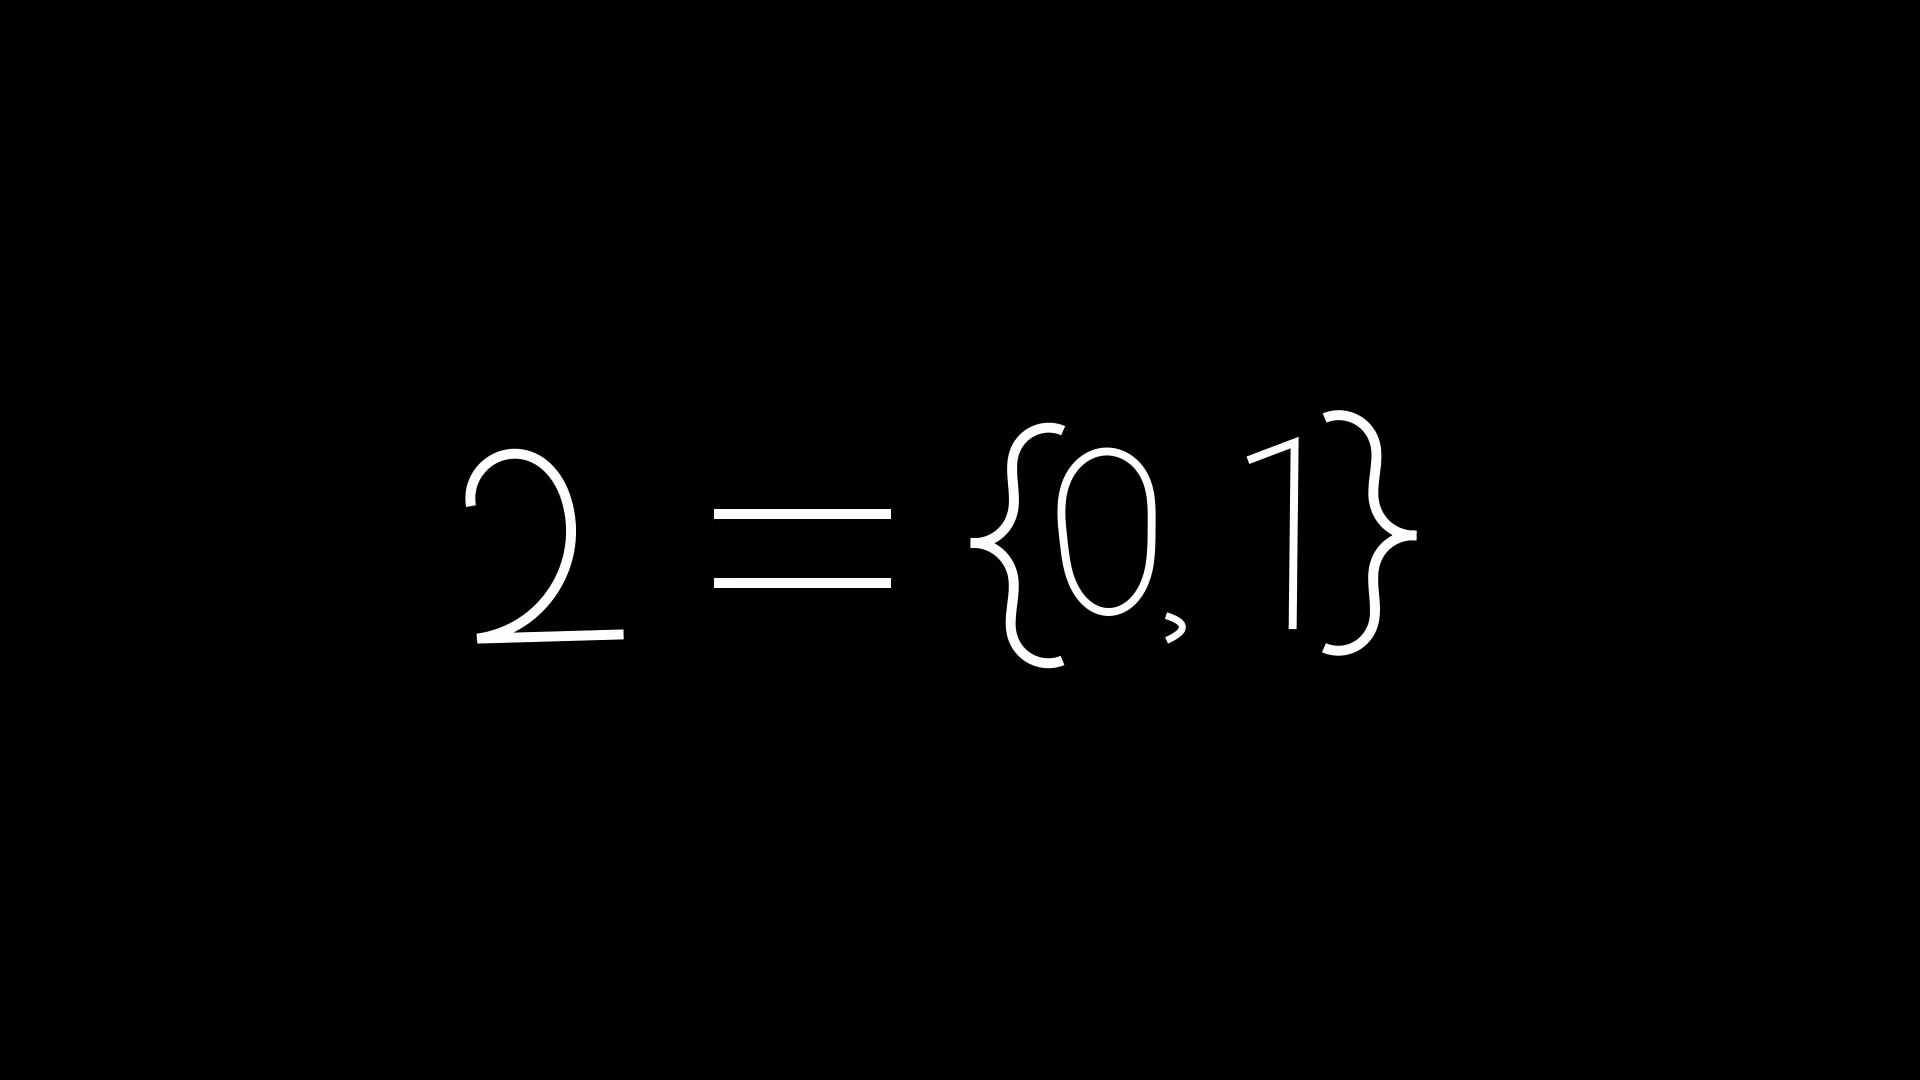 2 = {0, 1}